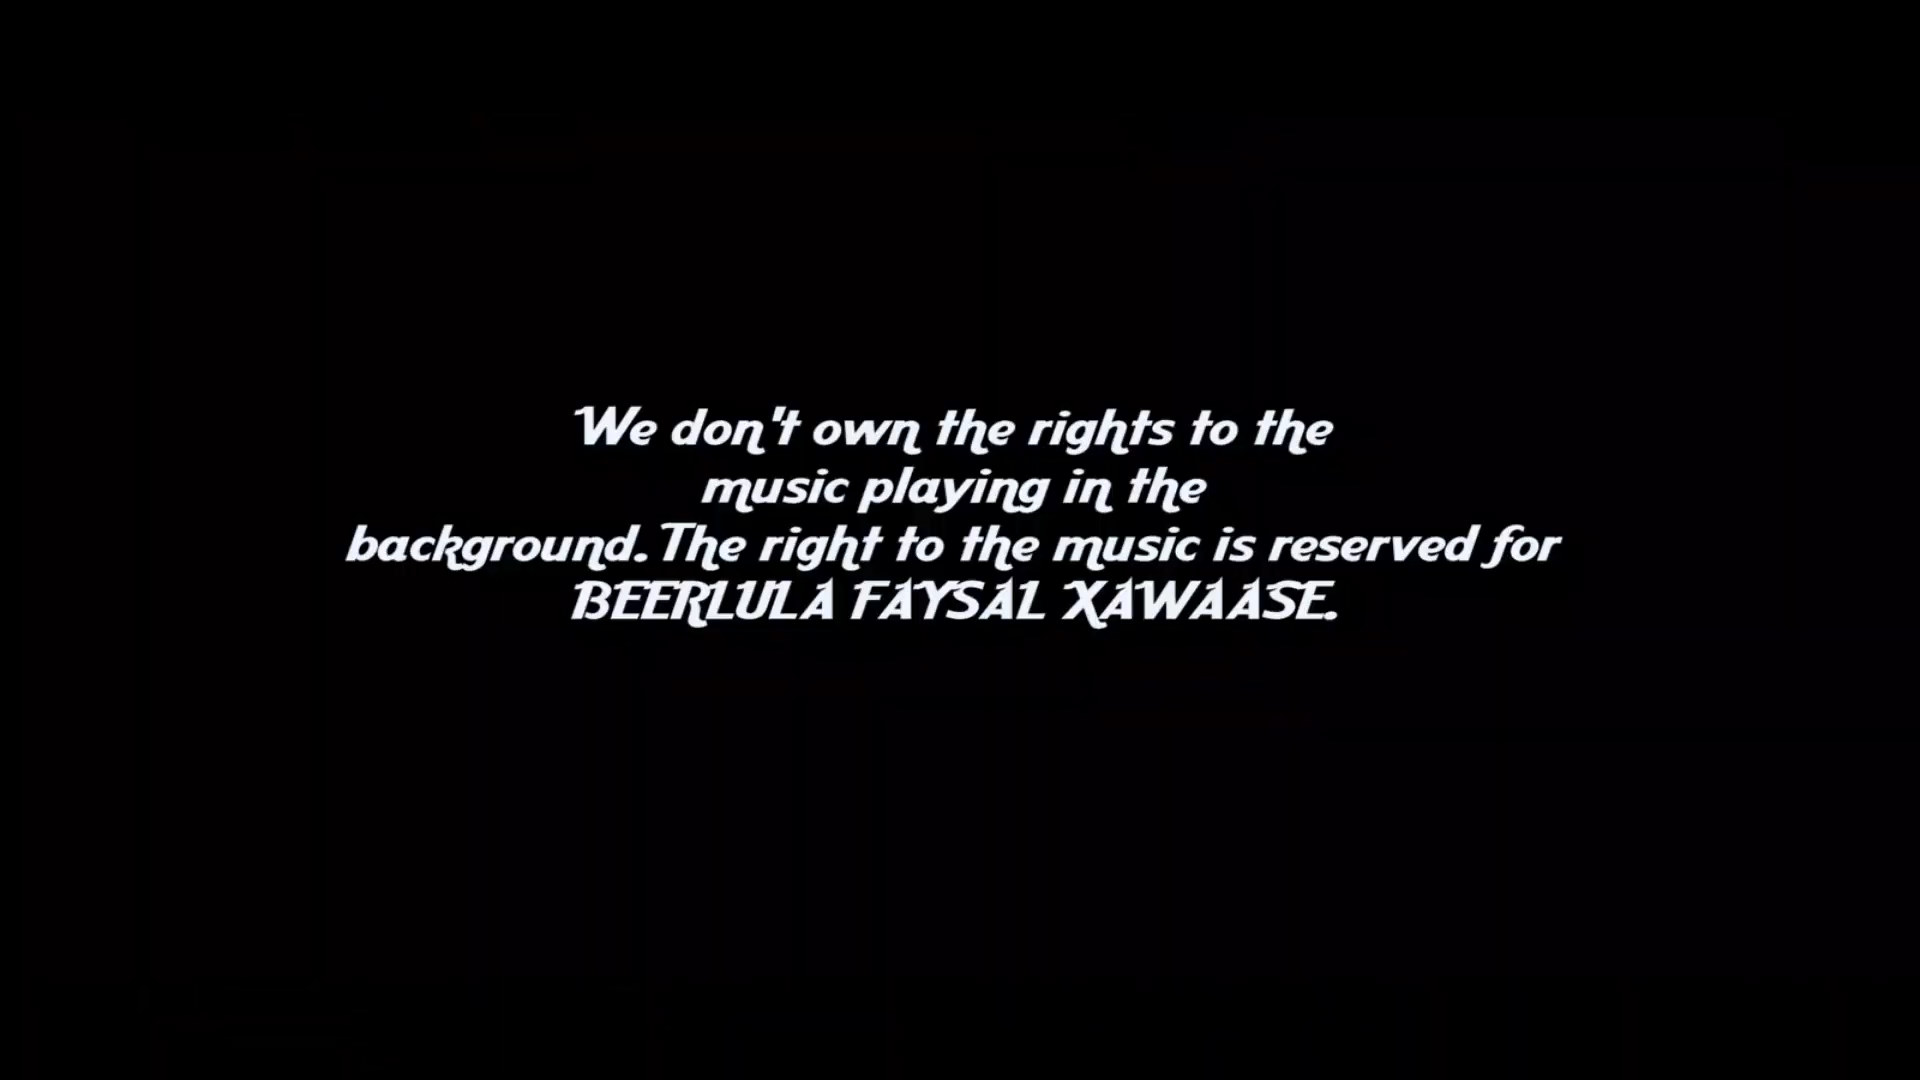 We don't own the rights to the
music playing in the
background. The right to the music is reserved for
BEERLULA FAYSAL XAWAASE.